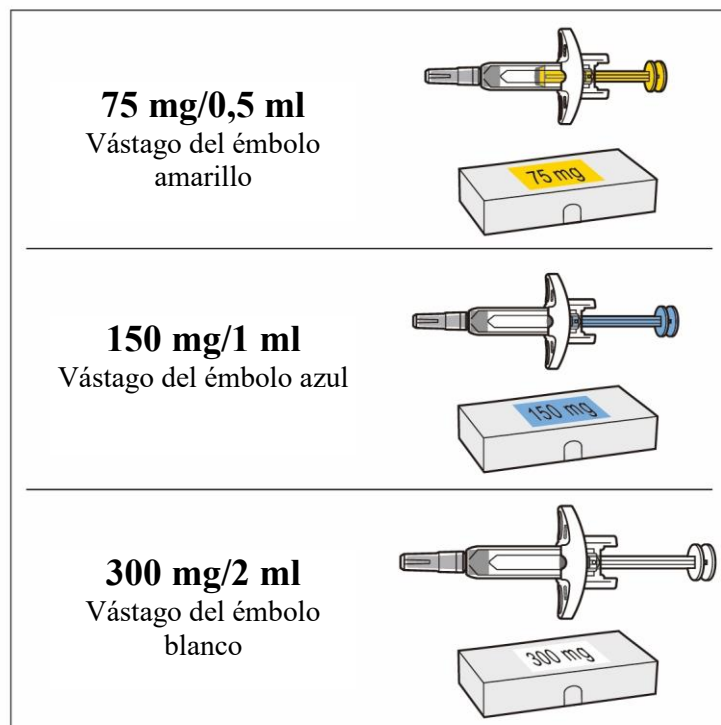 75 mg/0,5 ml
Vástago del émbolo
amarillo
75 mg
150 mg/1 ml
Vástago del émbolo azul
150 mg
300 mg/2 ml
Vástago del émbolo
blanco
300 mg